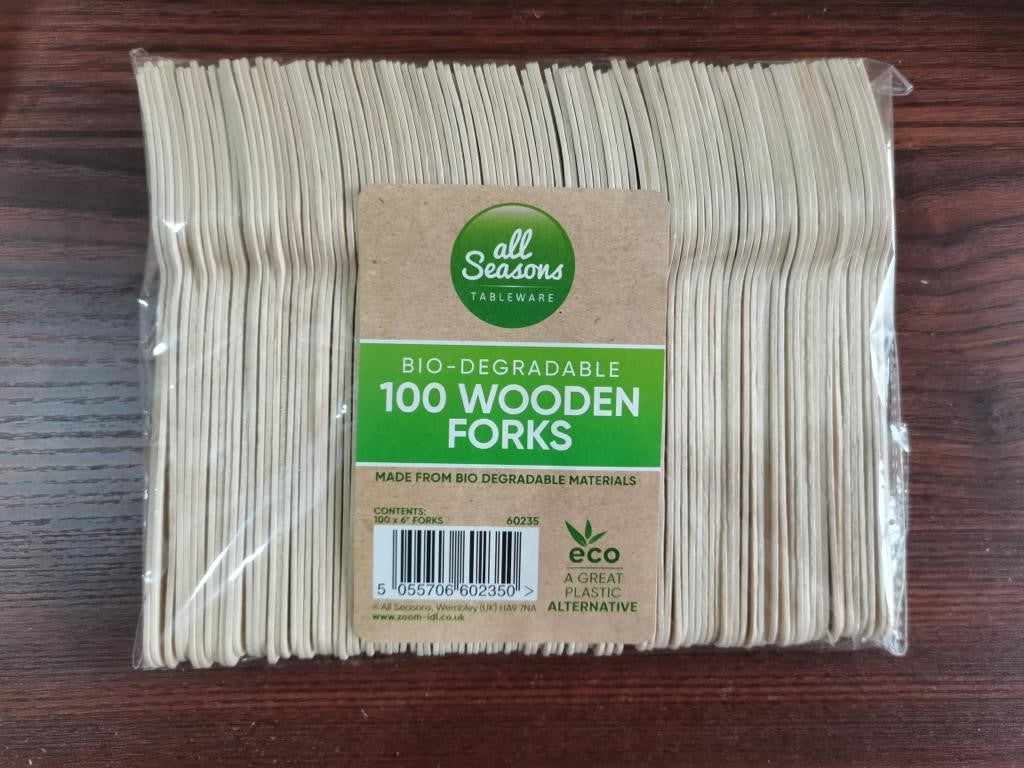 all
Seasons
TABLEWARE
BIO-DEGRADABLE
100 WOODEN
FORKS
MADE FROM BIO DEGRADABLE MATERIALS
CONTENTS:
100 x 6" FORKS 60235
5 055706 602350 >
©All Seasons, Wembley (UK) HA9 7NA
www.zoom-idl.co.uk
eco
A GREAT
PLASTIC
ALTERNATIVE